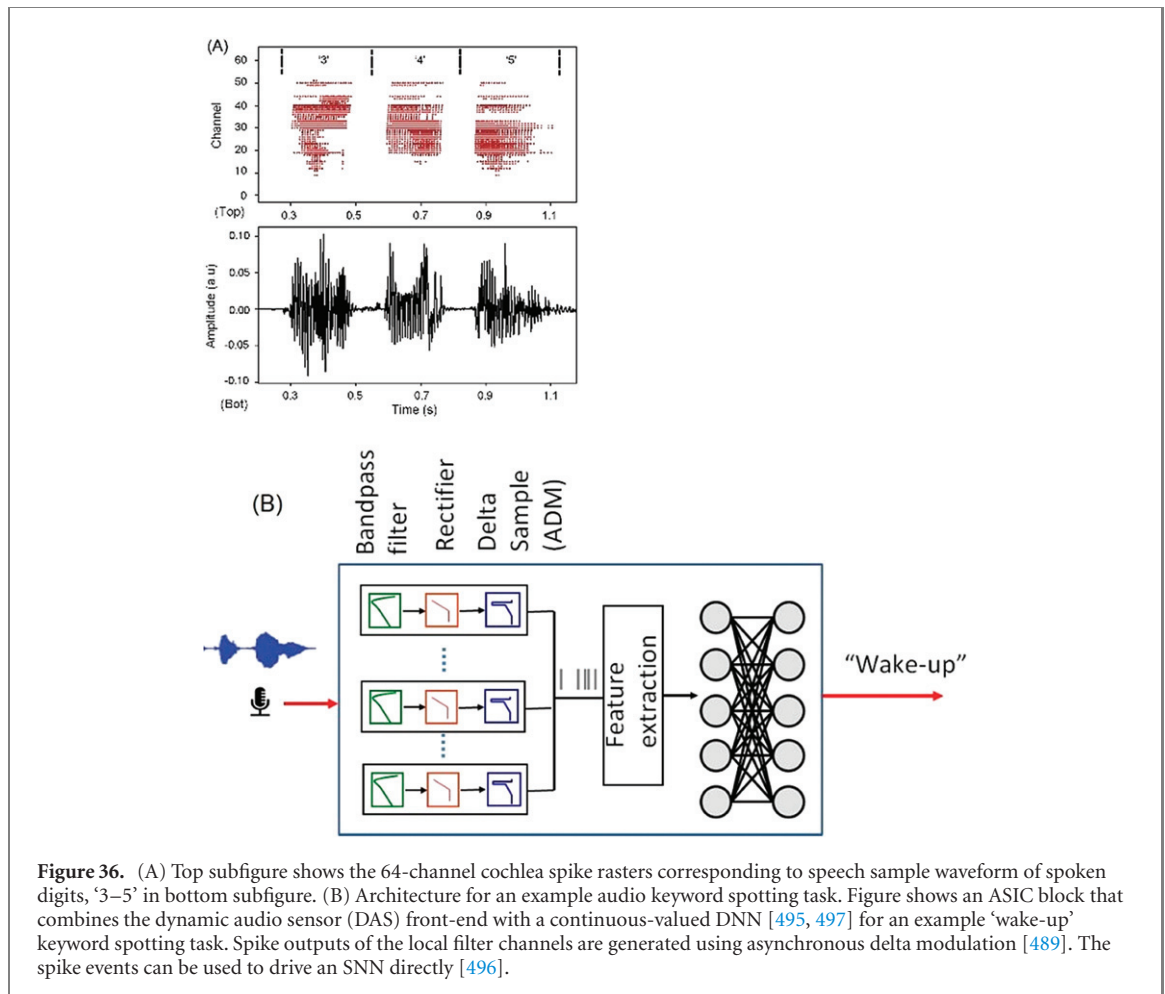 (A)
60
50
40
30
20
10
0
Channel
'3' '4' '5'
(Top)
0.3 0.5 0.7 0.9 1.1
0.10
0.05
0.00
-0.05
-0.10
Amplitude (a u)
(Bot)
0.3 0.5 0.7 0.9 1.1
Time (s)
(B)
Bandpass
filter
Rectifier
Delta
Sample
(ADM)
Feature
extraction
“Wake-up”
Figure 36. (A) Top subfigure shows the 64-channel cochlea spike rasters corresponding to speech sample waveform of spoken
digits, ‘3–5’ in bottom subfigure. (B) Architecture for an example audio keyword spotting task. Figure shows an ASIC block that
combines the dynamic audio sensor (DAS) front-end with a continuous-valued DNN [495, 497] for an example ‘wake-up’
keyword spotting task. Spike outputs of the local filter channels are generated using asynchronous delta modulation [489]. The
spike events can be used to drive an SNN directly [496].